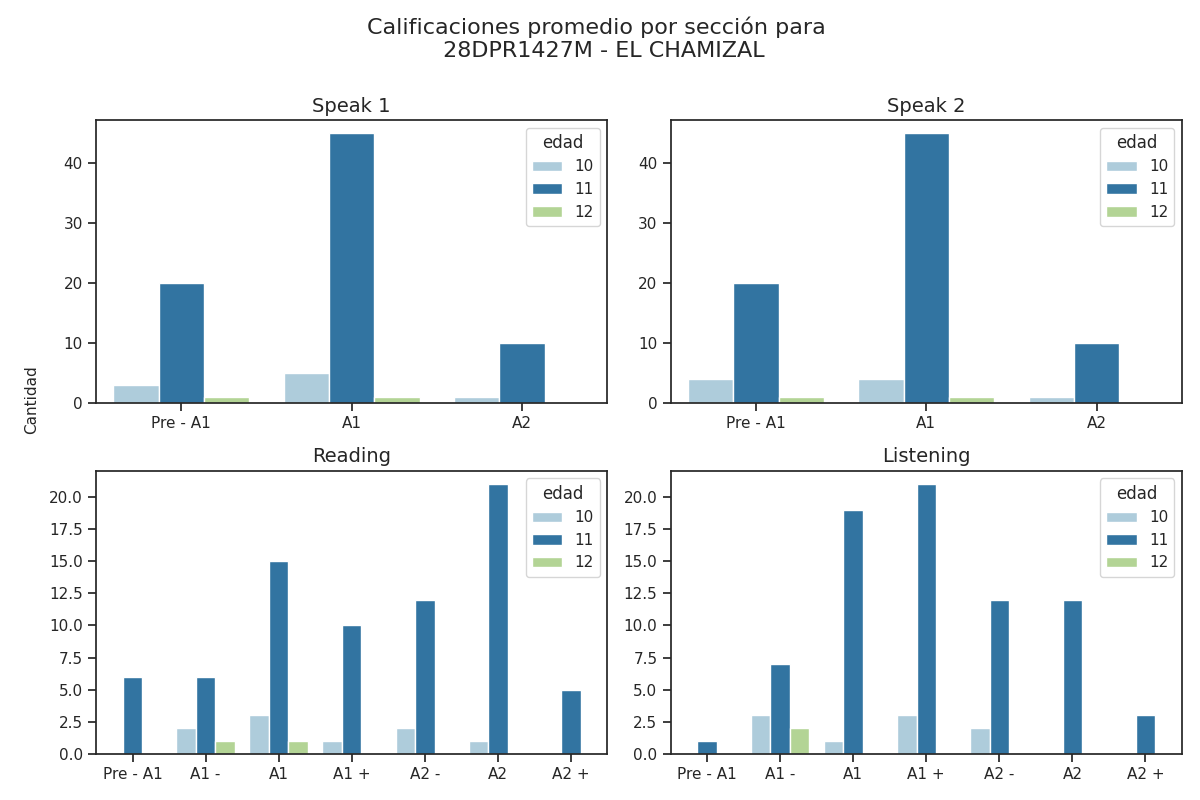 Calificaciones promedio por sección para
28DPR1427M - EL CHAMIZAL
Speak 1
Speak 2
edad
10
11
12
edad
10
11
12
40
30
20
10
0
40
30
20
10
0
Cantidad
Pre - A1 A1 A2
Pre - A1 A1 A2
Reading
Listening
edad
10
11
12
edad
10
11
12
20.0
17.5
15.0
12.5
10.0
7.5
5.0
2.5
0.0
20.0
17.5
15.0
12.5
10.0
7.5
5.0
2.5
0.0
Pre - A1 A1 - A1 A1 + A2 - A2 A2 +
Pre - A1 A1 - A1 A1 + A2 - A2 A2 +